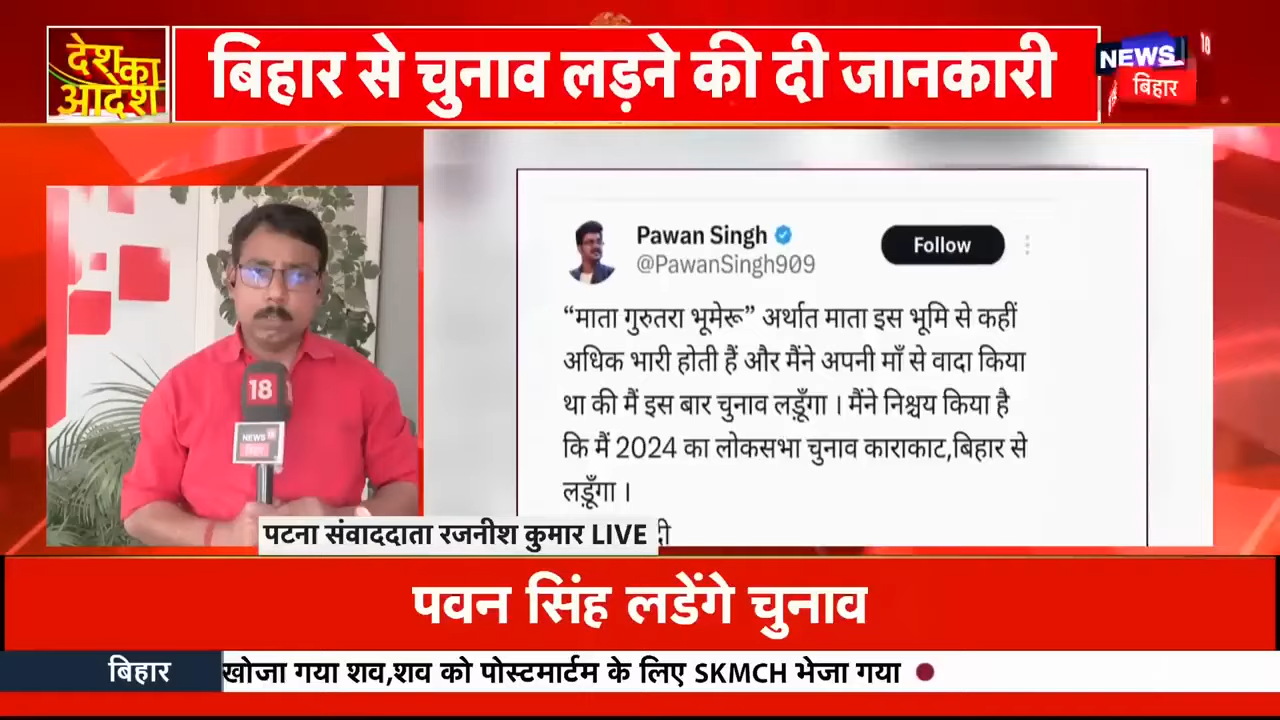 देश का
आदेश
बिहार से चुनाव लड़ने की दी जानकारी
NEWS 18
बिहार
Pawan Singh
@PawanSingh909
Follow
“माता गुरुतरा भूमेरू” अर्थात माता इस भूमि से कहीं
अधिक भारी होती हैं और मैंने अपनी माँ से वादा किया
था की मैं इस बार चुनाव लड़ूँगा । मैंने निश्चय किया है
कि मैं 2024 का लोकसभा चुनाव काराकाट,बिहार से
लड़ूँगा ।
18
NEWS
बिहार
पटना संवाददाता रजनीश कुमार LIVE
पवन सिंह लडेंगे चुनाव
बिहार
खोजा गया शव,शव को पोस्टमार्टम के लिए SKMCH भेजा गया